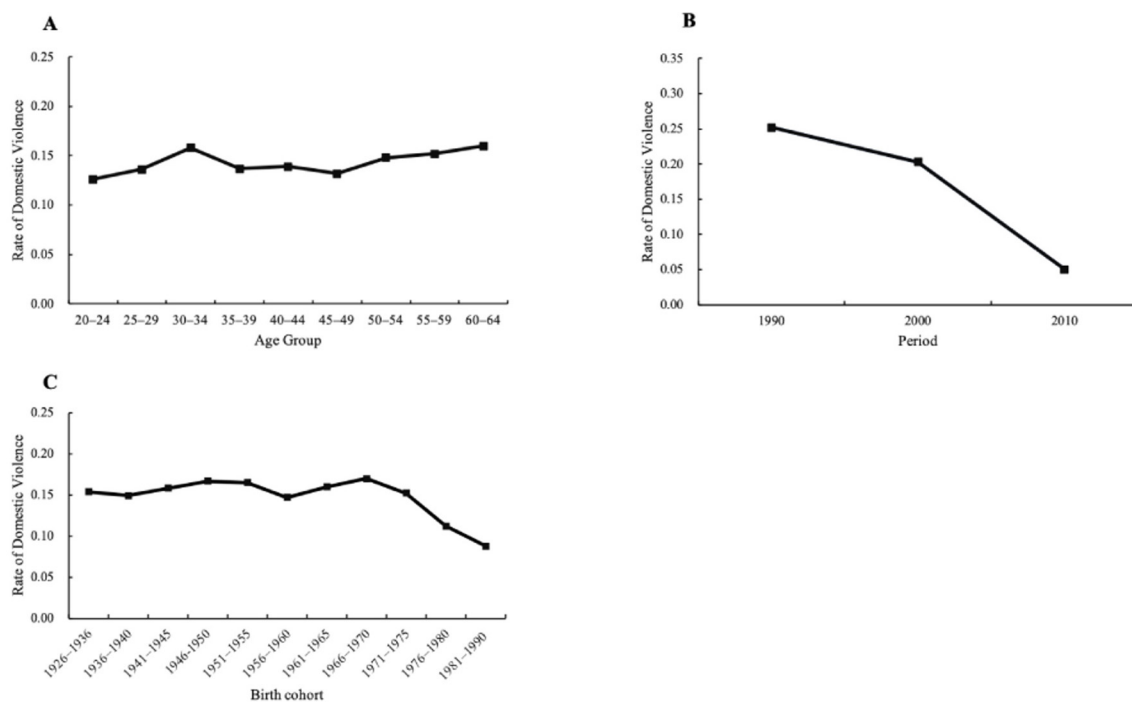 A
0.25
0.20
0.15
0.10
0.05
0.00
Rate of Domestic Violence
20–24 25–29 30–34 35–39 40–44 45–49 50–54 55–59 60–64
Age Group
B
0.35
0.30
0.25
0.20
0.15
0.10
0.05
0.00
Rate of Domestic Violence
1990 2000 2010
Period
C
0.25
0.20
0.15
0.10
0.05
0.00
Rate of Domestic Violence
1926–1936
1936–1940
1941–1945
1946-1950
1951–1955
1956–1960
1961–1965
1966–1970
1971–1975
1976–1980
1981–1990
Birth cohort